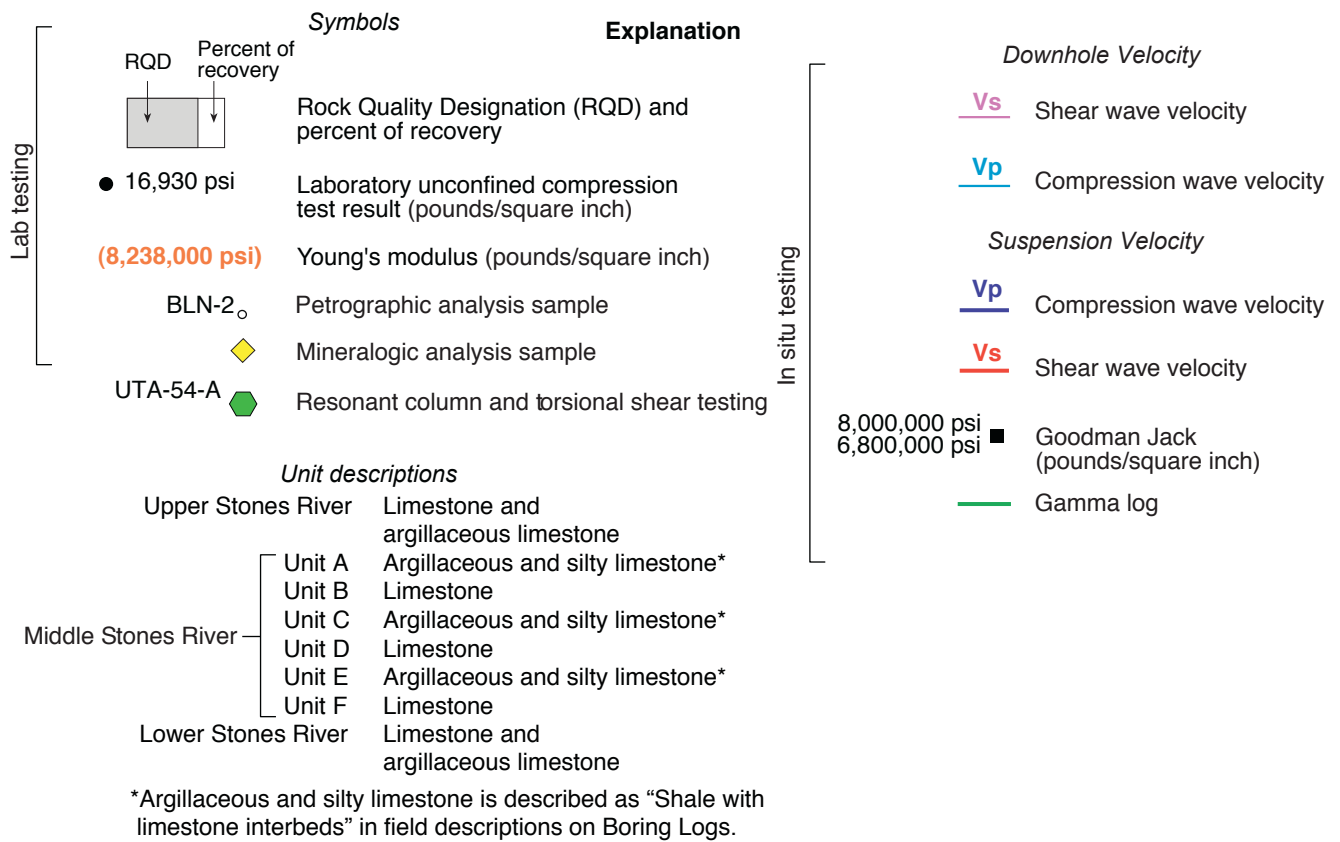 Symbols
Explanation
Lab testing
RQD
Percent of
recovery
Rock Quality Designation (RQD) and
percent of recovery
16,930 psi
Laboratory unconfined compression
test result (pounds/square inch)
(8,238,000 psi)
Young's modulus (pounds/square inch)
BLN-2
Petrographic analysis sample
Mineralogic analysis sample
UTA-54-A
Resonant column and torsional shear testing
Unit descriptions
Upper Stones River
Limestone and
argillaceous limestone
Middle Stones River
Unit A Argillaceous and silty limestone*
Unit B Limestone
Unit C Argillaceous and silty limestone*
Unit D Limestone
Unit E Argillaceous and silty limestone*
Unit F Limestone
Lower Stones River
Limestone and
argillaceous limestone
*Argillaceous and silty limestone is described as “Shale with
limestone interbeds” in field descriptions on Boring Logs.
In situ testing
Downhole Velocity
Vs Shear wave velocity
Vp Compression wave velocity
Suspension Velocity
Vp Compression wave velocity
Vs Shear wave velocity
8,000,000 psi
6,800,000 psi
Goodman Jack
(pounds/square inch)
Gamma log